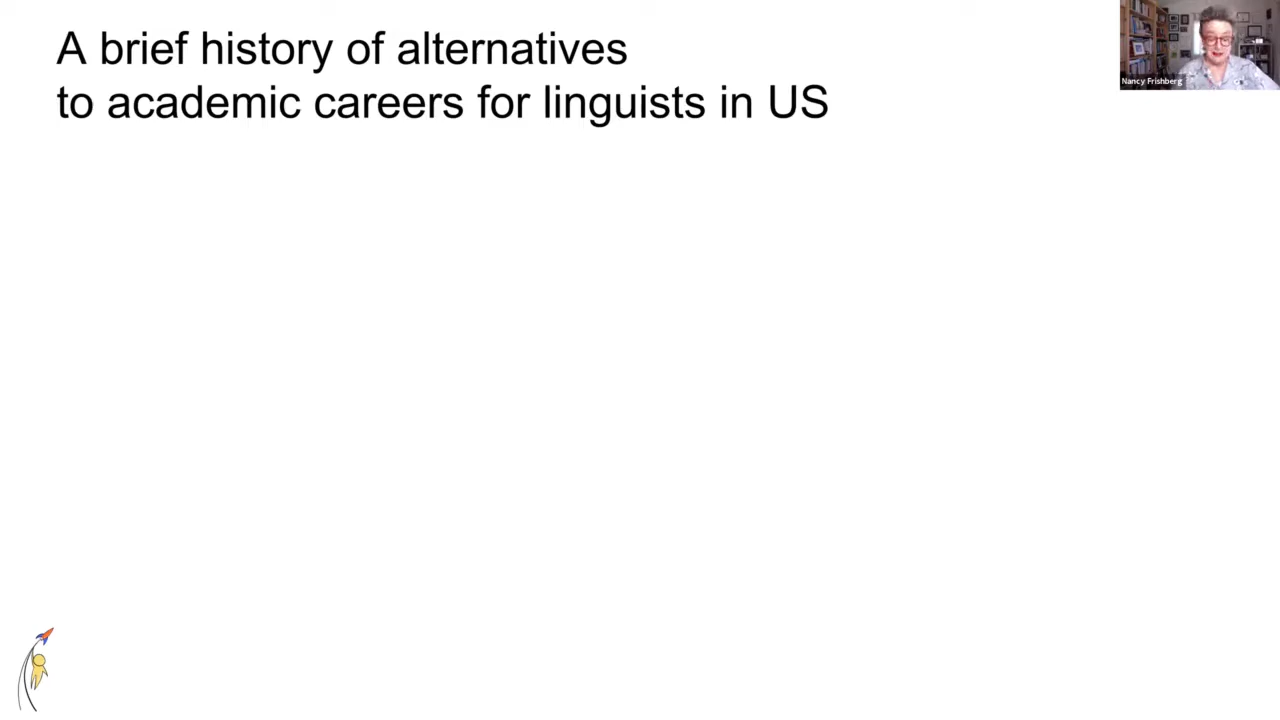 A brief history of alternatives
to academic careers for linguists in US
Nancy Frishberg